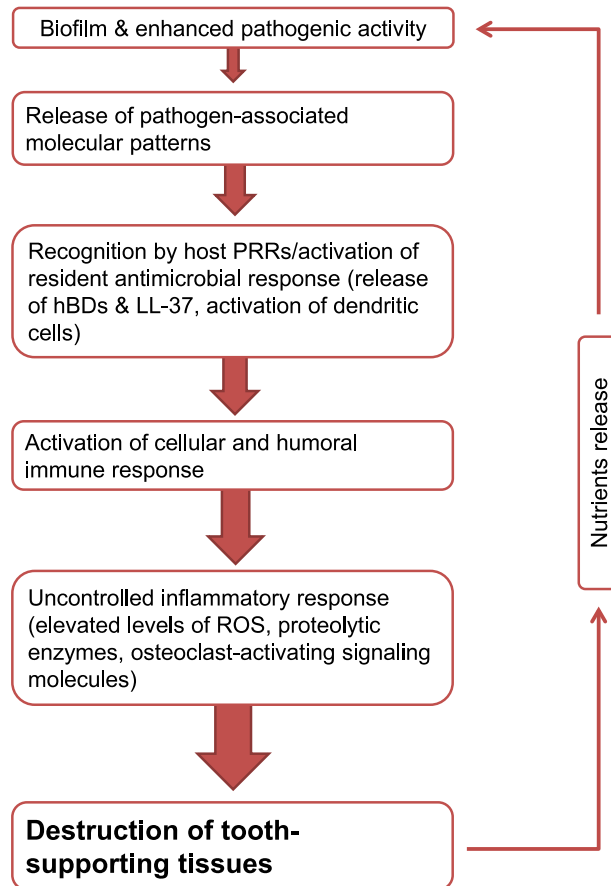 Biofilm & enhanced pathogenic activity
Release of pathogen-associated
molecular patterns
Recognition by host PRRs/activation of
resident antimicrobial response (release
of hBDs & LL-37, activation of dendritic
cells)
Activation of cellular and humoral
immune response
Uncontrolled inflammatory response
(elevated levels of ROS, proteolytic
enzymes, osteoclast-activating signaling
molecules)
Destruction of tooth-
supporting tissues
Nutrients release